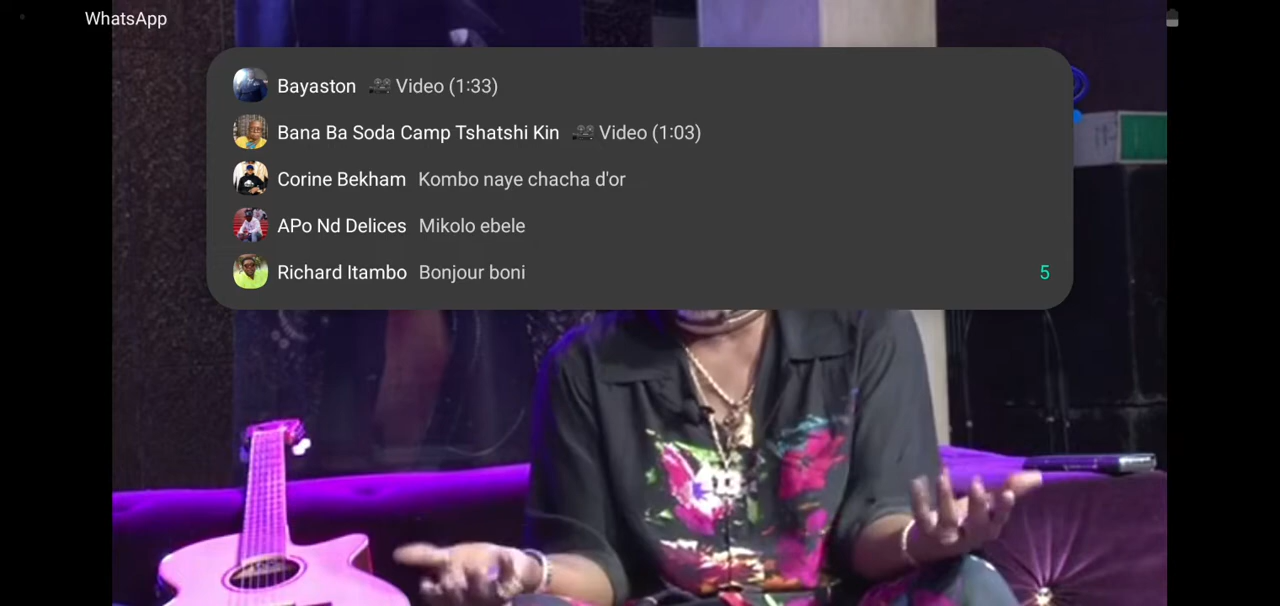 WhatsApp
Bayaston 🎥 Video (1:33)
Bana Ba Soda Camp Tshatshi Kin 🎥 Video (1:03)
Corine Bekham Kombo naye chacha d'or
APo Nd Delices Mikolo ebele
Richard Itambo Bonjour boni 5